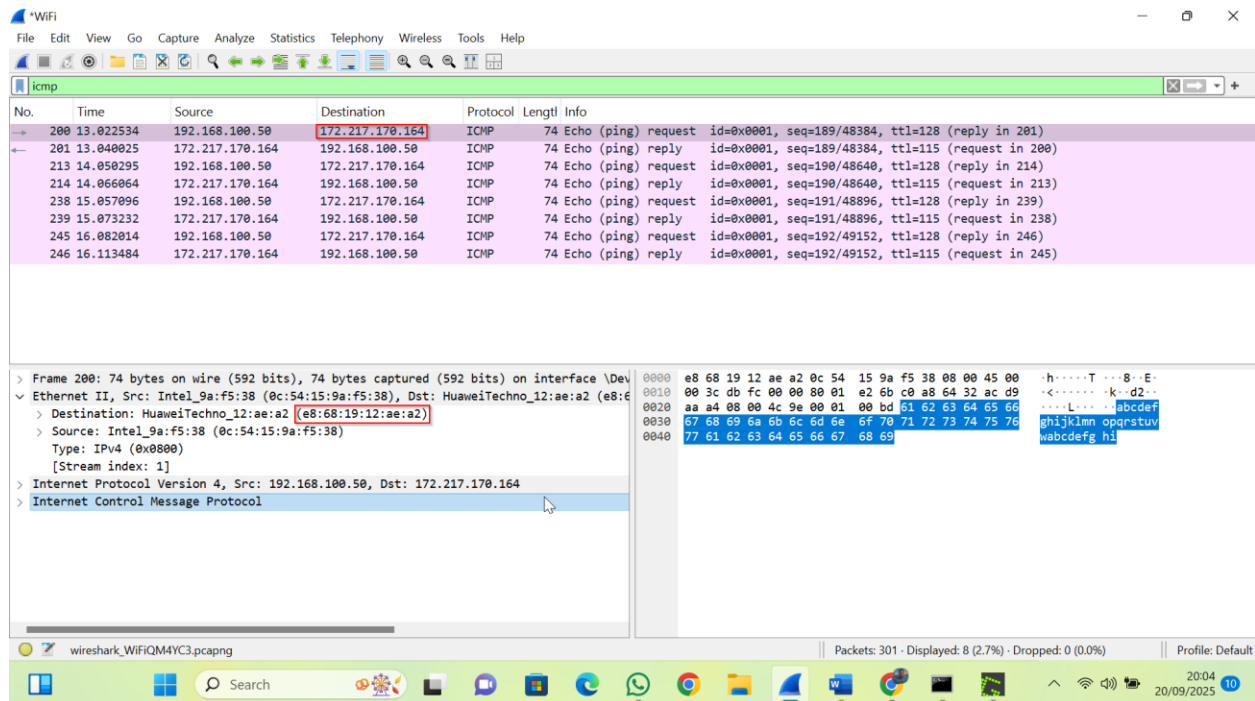 *WiFi
File Edit View Go Capture Analyze Statistics Telephony Wireless Tools Help
icmp
No. Time Source Destination Protocol Lengtl Info
200 13.022534 192.168.100.50 172.217.170.164 ICMP 74 Echo (ping) request id=0x0001, seq=189/48384, ttl=128 (reply in 201)
201 13.040025 172.217.170.164 192.168.100.50 ICMP 74 Echo (ping) reply id=0x0001, seq=189/48384, ttl=115 (request in 200)
213 14.050295 192.168.100.50 172.217.170.164 ICMP 74 Echo (ping) request id=0x0001, seq=190/48640, ttl=128 (reply in 214)
214 14.066064 172.217.170.164 192.168.100.50 ICMP 74 Echo (ping) reply id=0x0001, seq=190/48640, ttl=115 (request in 213)
238 15.057096 192.168.100.50 172.217.170.164 ICMP 74 Echo (ping) request id=0x0001, seq=191/48896, ttl=128 (reply in 239)
239 15.073232 172.217.170.164 192.168.100.50 ICMP 74 Echo (ping) reply id=0x0001, seq=191/48896, ttl=115 (request in 238)
245 16.082014 192.168.100.50 172.217.170.164 ICMP 74 Echo (ping) request id=0x0001, seq=192/49152, ttl=128 (reply in 246)
246 16.113484 172.217.170.164 192.168.100.50 ICMP 74 Echo (ping) reply id=0x0001, seq=192/49152, ttl=115 (request in 245)
Frame 200: 74 bytes on wire (592 bits), 74 bytes captured (592 bits) on interface \Dev
Ethernet II, Src: Intel_9a:f5:38 (0c:54:15:9a:f5:38), Dst: HuaweiTechno_12:ae:a2 (e8:6
Destination: HuaweiTechno_12:ae:a2 (e8:68:19:12:ae:a2)
Source: Intel_9a:f5:38 (0c:54:15:9a:f5:38)
Type: IPv4 (0x0800)
[Stream index: 1]
Internet Protocol Version 4, Src: 192.168.100.50, Dst: 172.217.170.164
Internet Control Message Protocol
0000 e8 68 19 12 ae a2 0c 54 15 9a f5 38 08 00 45 00 ·h·····T ···8··E·
0010 00 3c db fc 00 00 80 01 e2 6b c0 a8 64 32 ac d9 ·<······ ·k··d2··
0020 aa a4 08 00 4c 9e 00 01 00 bd 61 62 63 64 65 66 ····L··· ··abcdef
0030 67 68 69 6a 6b 6c 6d 6e 6f 70 71 72 73 74 75 76 ghijklmn opqrstuv
0040 77 61 62 63 64 65 66 67 68 69 wabcdefg hi
wireshark_WiFiQM4YC3.pcapng Packets: 301 · Displayed: 8 (2.7%) · Dropped: 0 (0.0%) Profile: Default
Search
20:04
20/09/2025
10